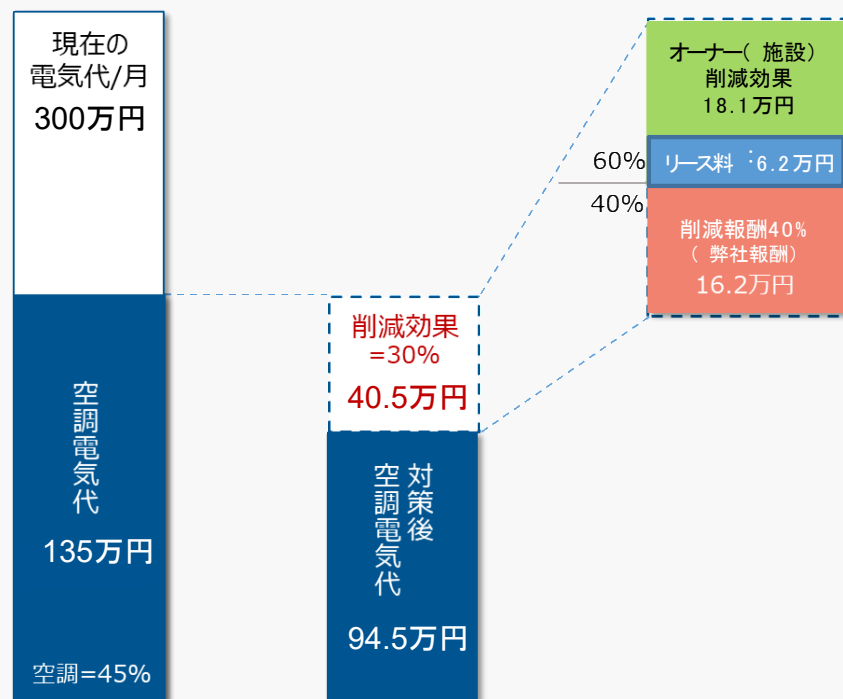 現在の
電気代/月
300万円
空調電気代
135万円
空調=45%
削減効果
=30%
40.5万円
対策後
空調電気代
94.5万円
60%
40%
オーナー( 施設)
削減効果
18.1万円
リース料 :6.2万円
削減報酬40%
( 弊社報酬)
16.2万円